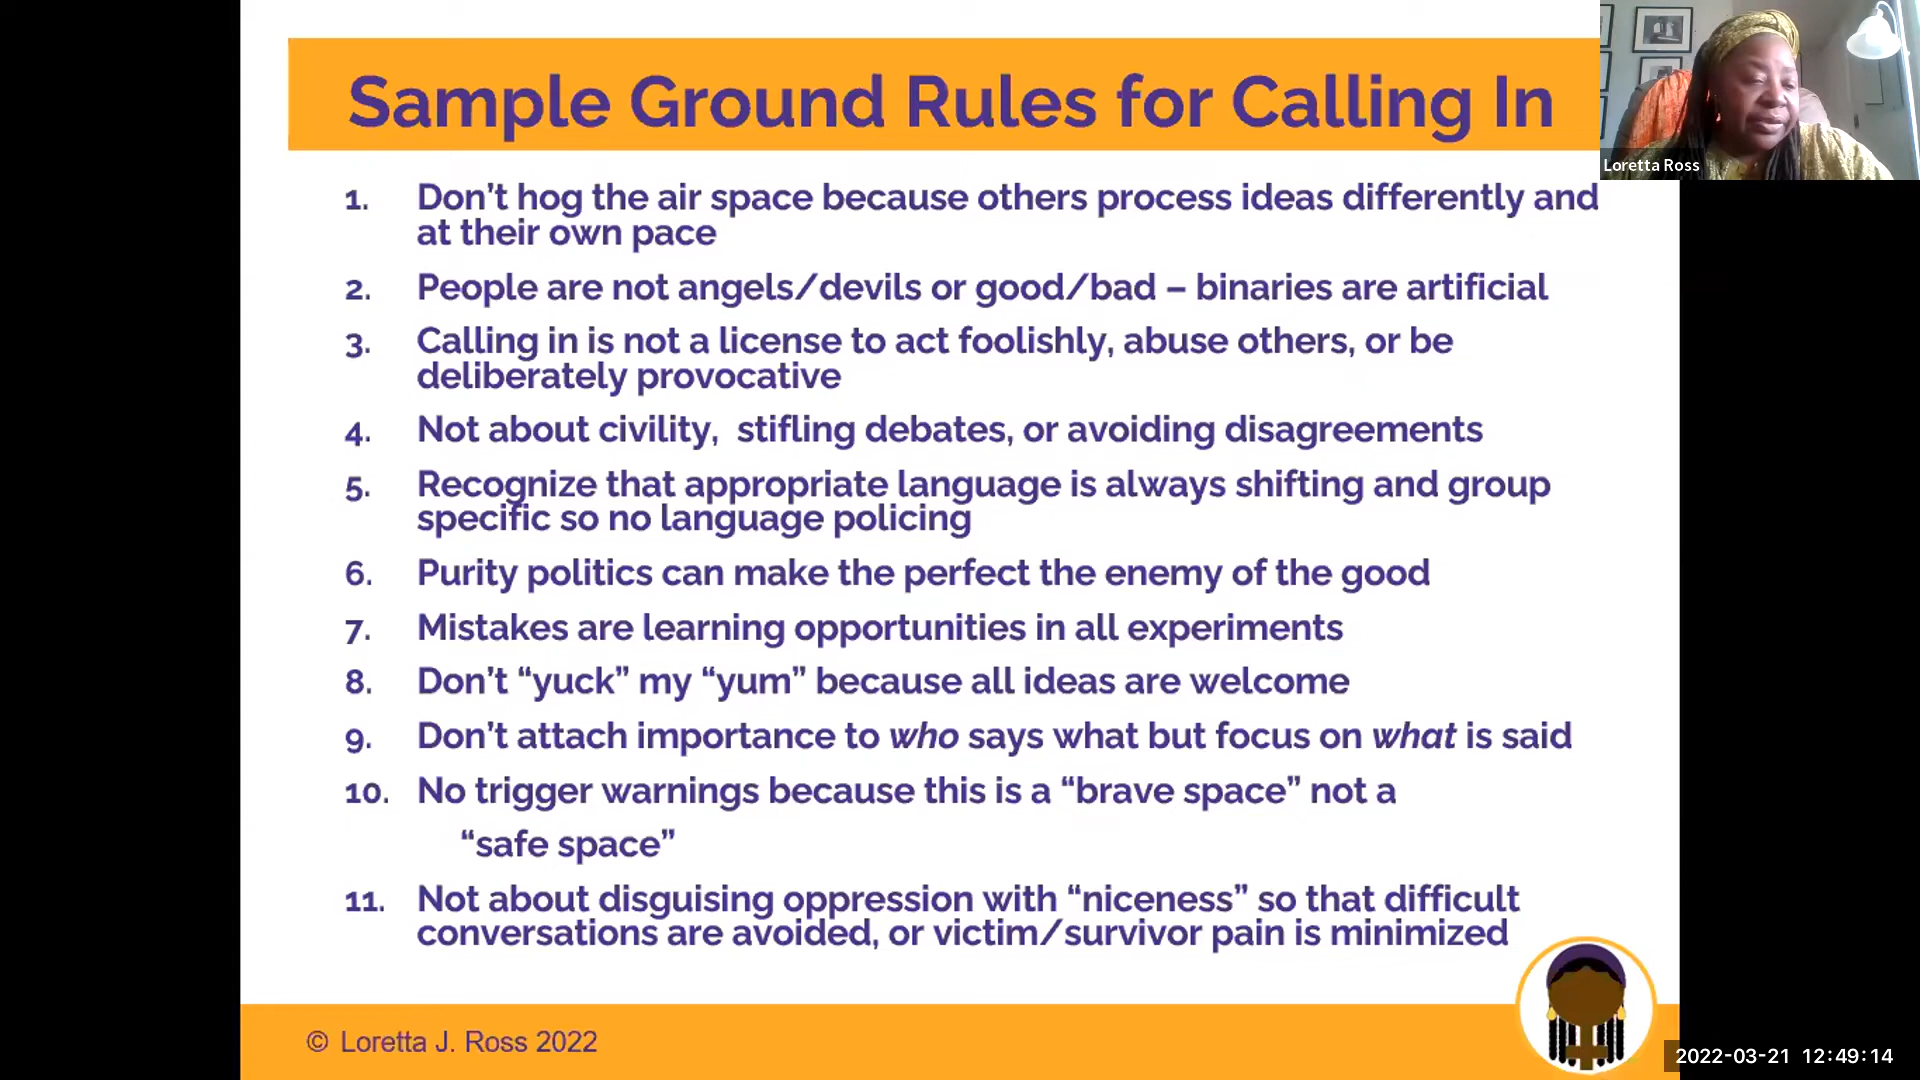 Sample Ground Rules for Calling In
Loretta Ross
1. Don’t hog the air space because others process ideas differently and
at their own pace
2. People are not angels/devils or good/bad – binaries are artificial
3. Calling in is not a license to act foolishly, abuse others, or be
deliberately provocative
4. Not about civility,  stifling debates, or avoiding disagreements
5. Recognize that appropriate language is always shifting and group
specific so no language policing
6. Purity politics can make the perfect the enemy of the good
7. Mistakes are learning opportunities in all experiments
8. Don’t “yuck” my “yum” because all ideas are welcome
9. Don’t attach importance to who says what but focus on what is said
10. No trigger warnings because this is a “brave space” not a
“safe space”
11. Not about disguising oppression with “niceness” so that difficult
conversations are avoided, or victim/survivor pain is minimized
© Loretta J. Ross 2022
2022-03-21 12:49:14